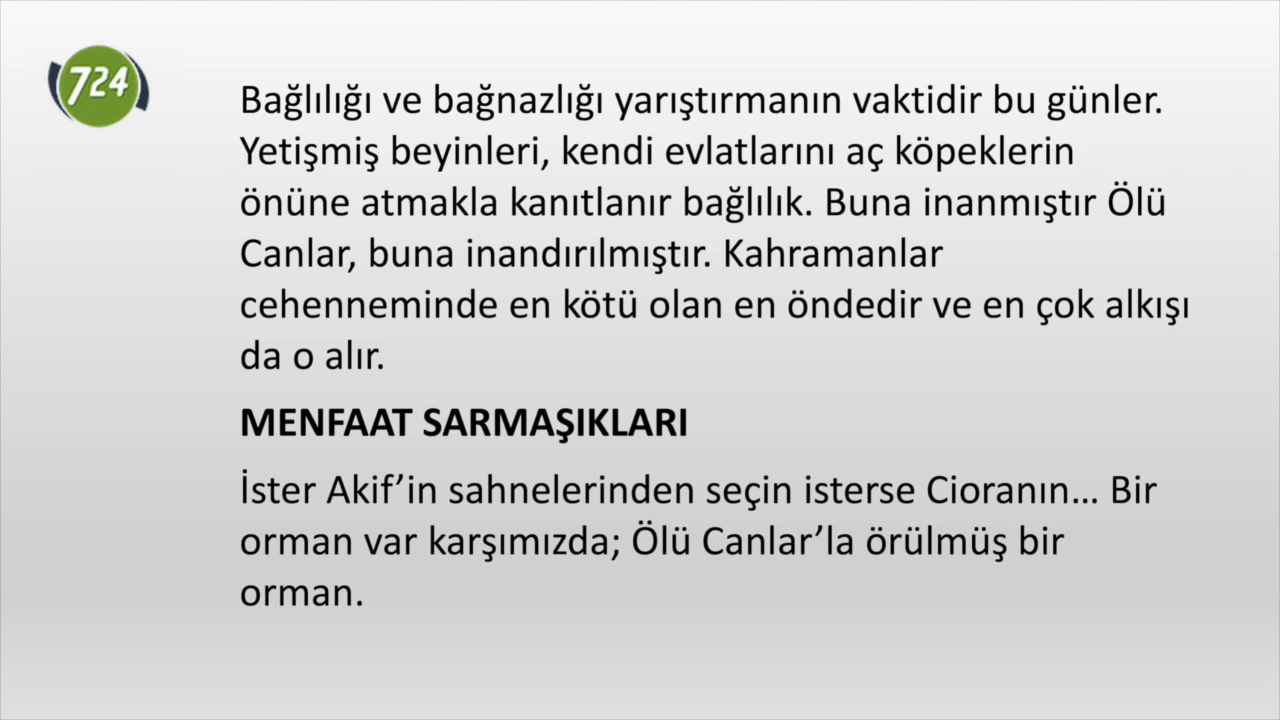 724
Bağlılığı ve bağnazlığı yarıştırmanın vaktidir bu günler.
Yetişmiş beyinleri, kendi evlatlarını aç köpeklerin
önüne atmakla kanıtlanır bağlılık. Buna inanmıştır Ölü
Canlar, buna inandırılmıştır. Kahramanlar
cehenneminde en kötü olan en öndedir ve en çok alkışı
da o alır.
MENFAAT SARMAŞIKLARI
İster Akif’in sahnelerinden seçin isterse Cioranın… Bir
orman var karşımızda; Ölü Canlar’la örülmüş bir
orman.